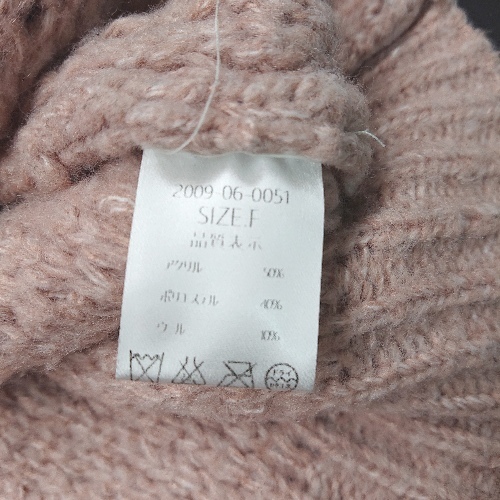 2009-06-0051
SIZE.F
品質表示
アクリル 50%
ポリエステル 40%
ウール 10%